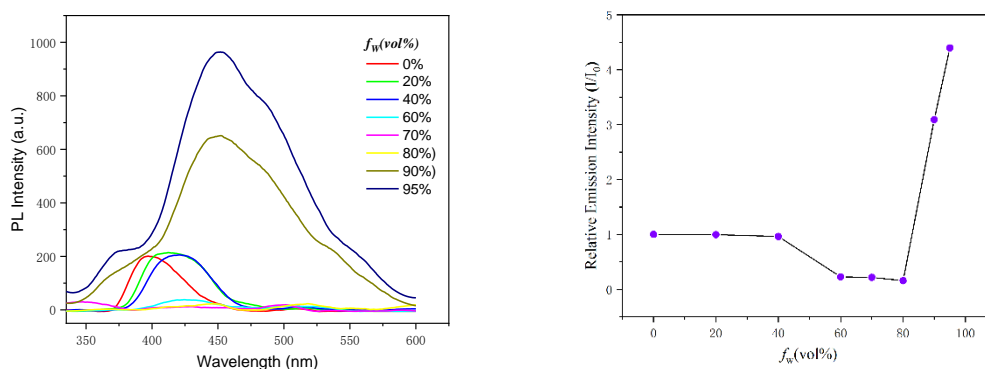 1000
800
600
400
200
0
PL Intensity (a.u.)
350 400 450 500 550 600
Wavelength (nm)
fW(vol%)
0%
20%
40%
60%
70%
80%)
90%)
95%
5
4
3
2
1
0
Relative Emission Intensity (I/I0)
0 20 40 60 80 100
fw(vol%)